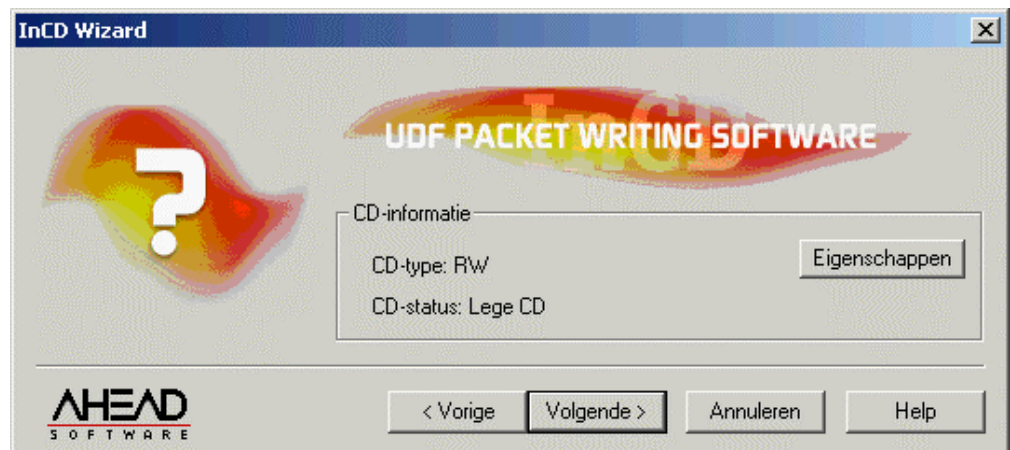 InCD Wizard
InCD
UDF PACKET WRITING SOFTWARE
?
CD-informatie
CD-type: RW
Eigenschappen
CD-status: Lege CD
AHEAD
SOFTWARE
< Vorige
Volgende >
Annuleren
Help